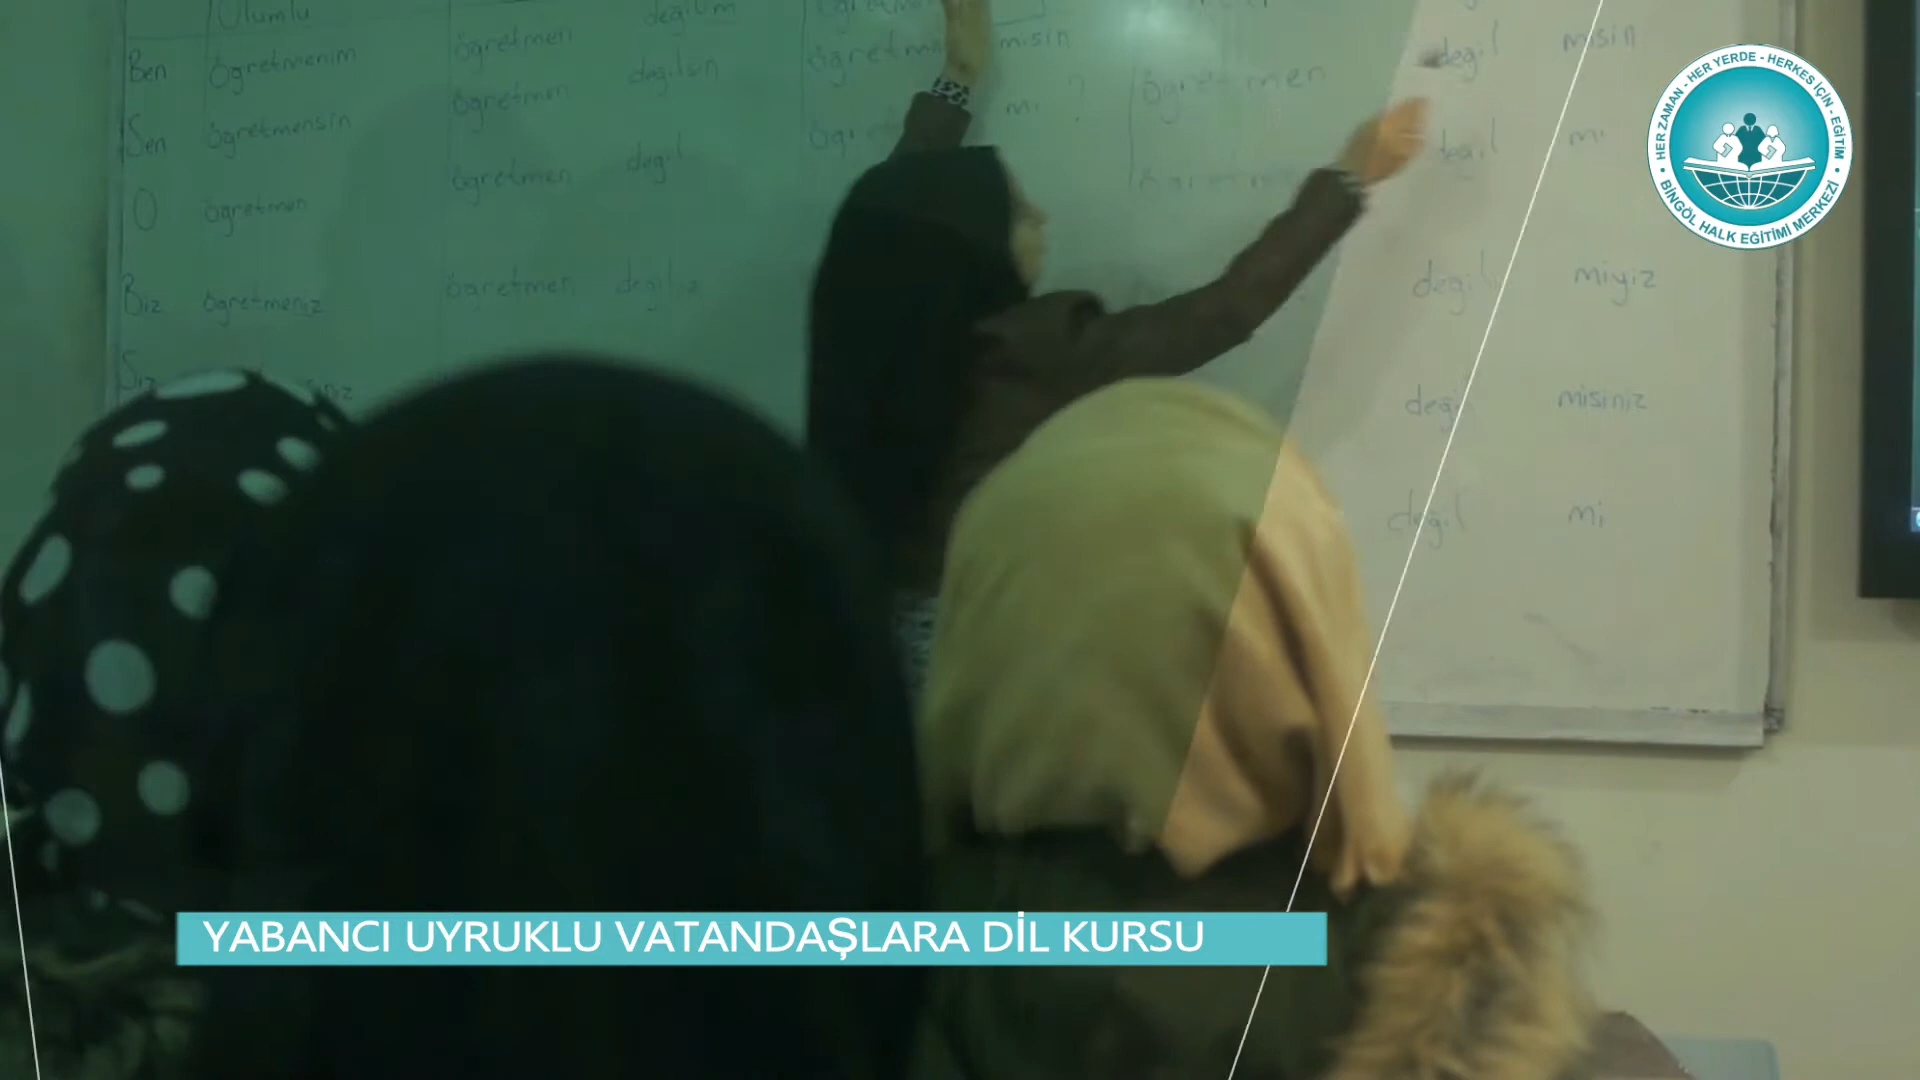 Olumlu değilim
Ben öğretmenim öğretmen değilsin misin değil misin
Sen öğretmensin öğretmen mi ? öğretmen değil mi
O öğretmen öğretmen değil
Biz öğretmeniz öğretmen değiliz değil miyiz
Siz değil misiniz
değil mi
HER ZAMAN - HER YERDE - HERKES İÇİN - EĞİTİM
BİNGÖL HALK EĞİTİMİ MERKEZİ
YABANCI UYRUKLU VATANDAŞLARA DİL KURSU